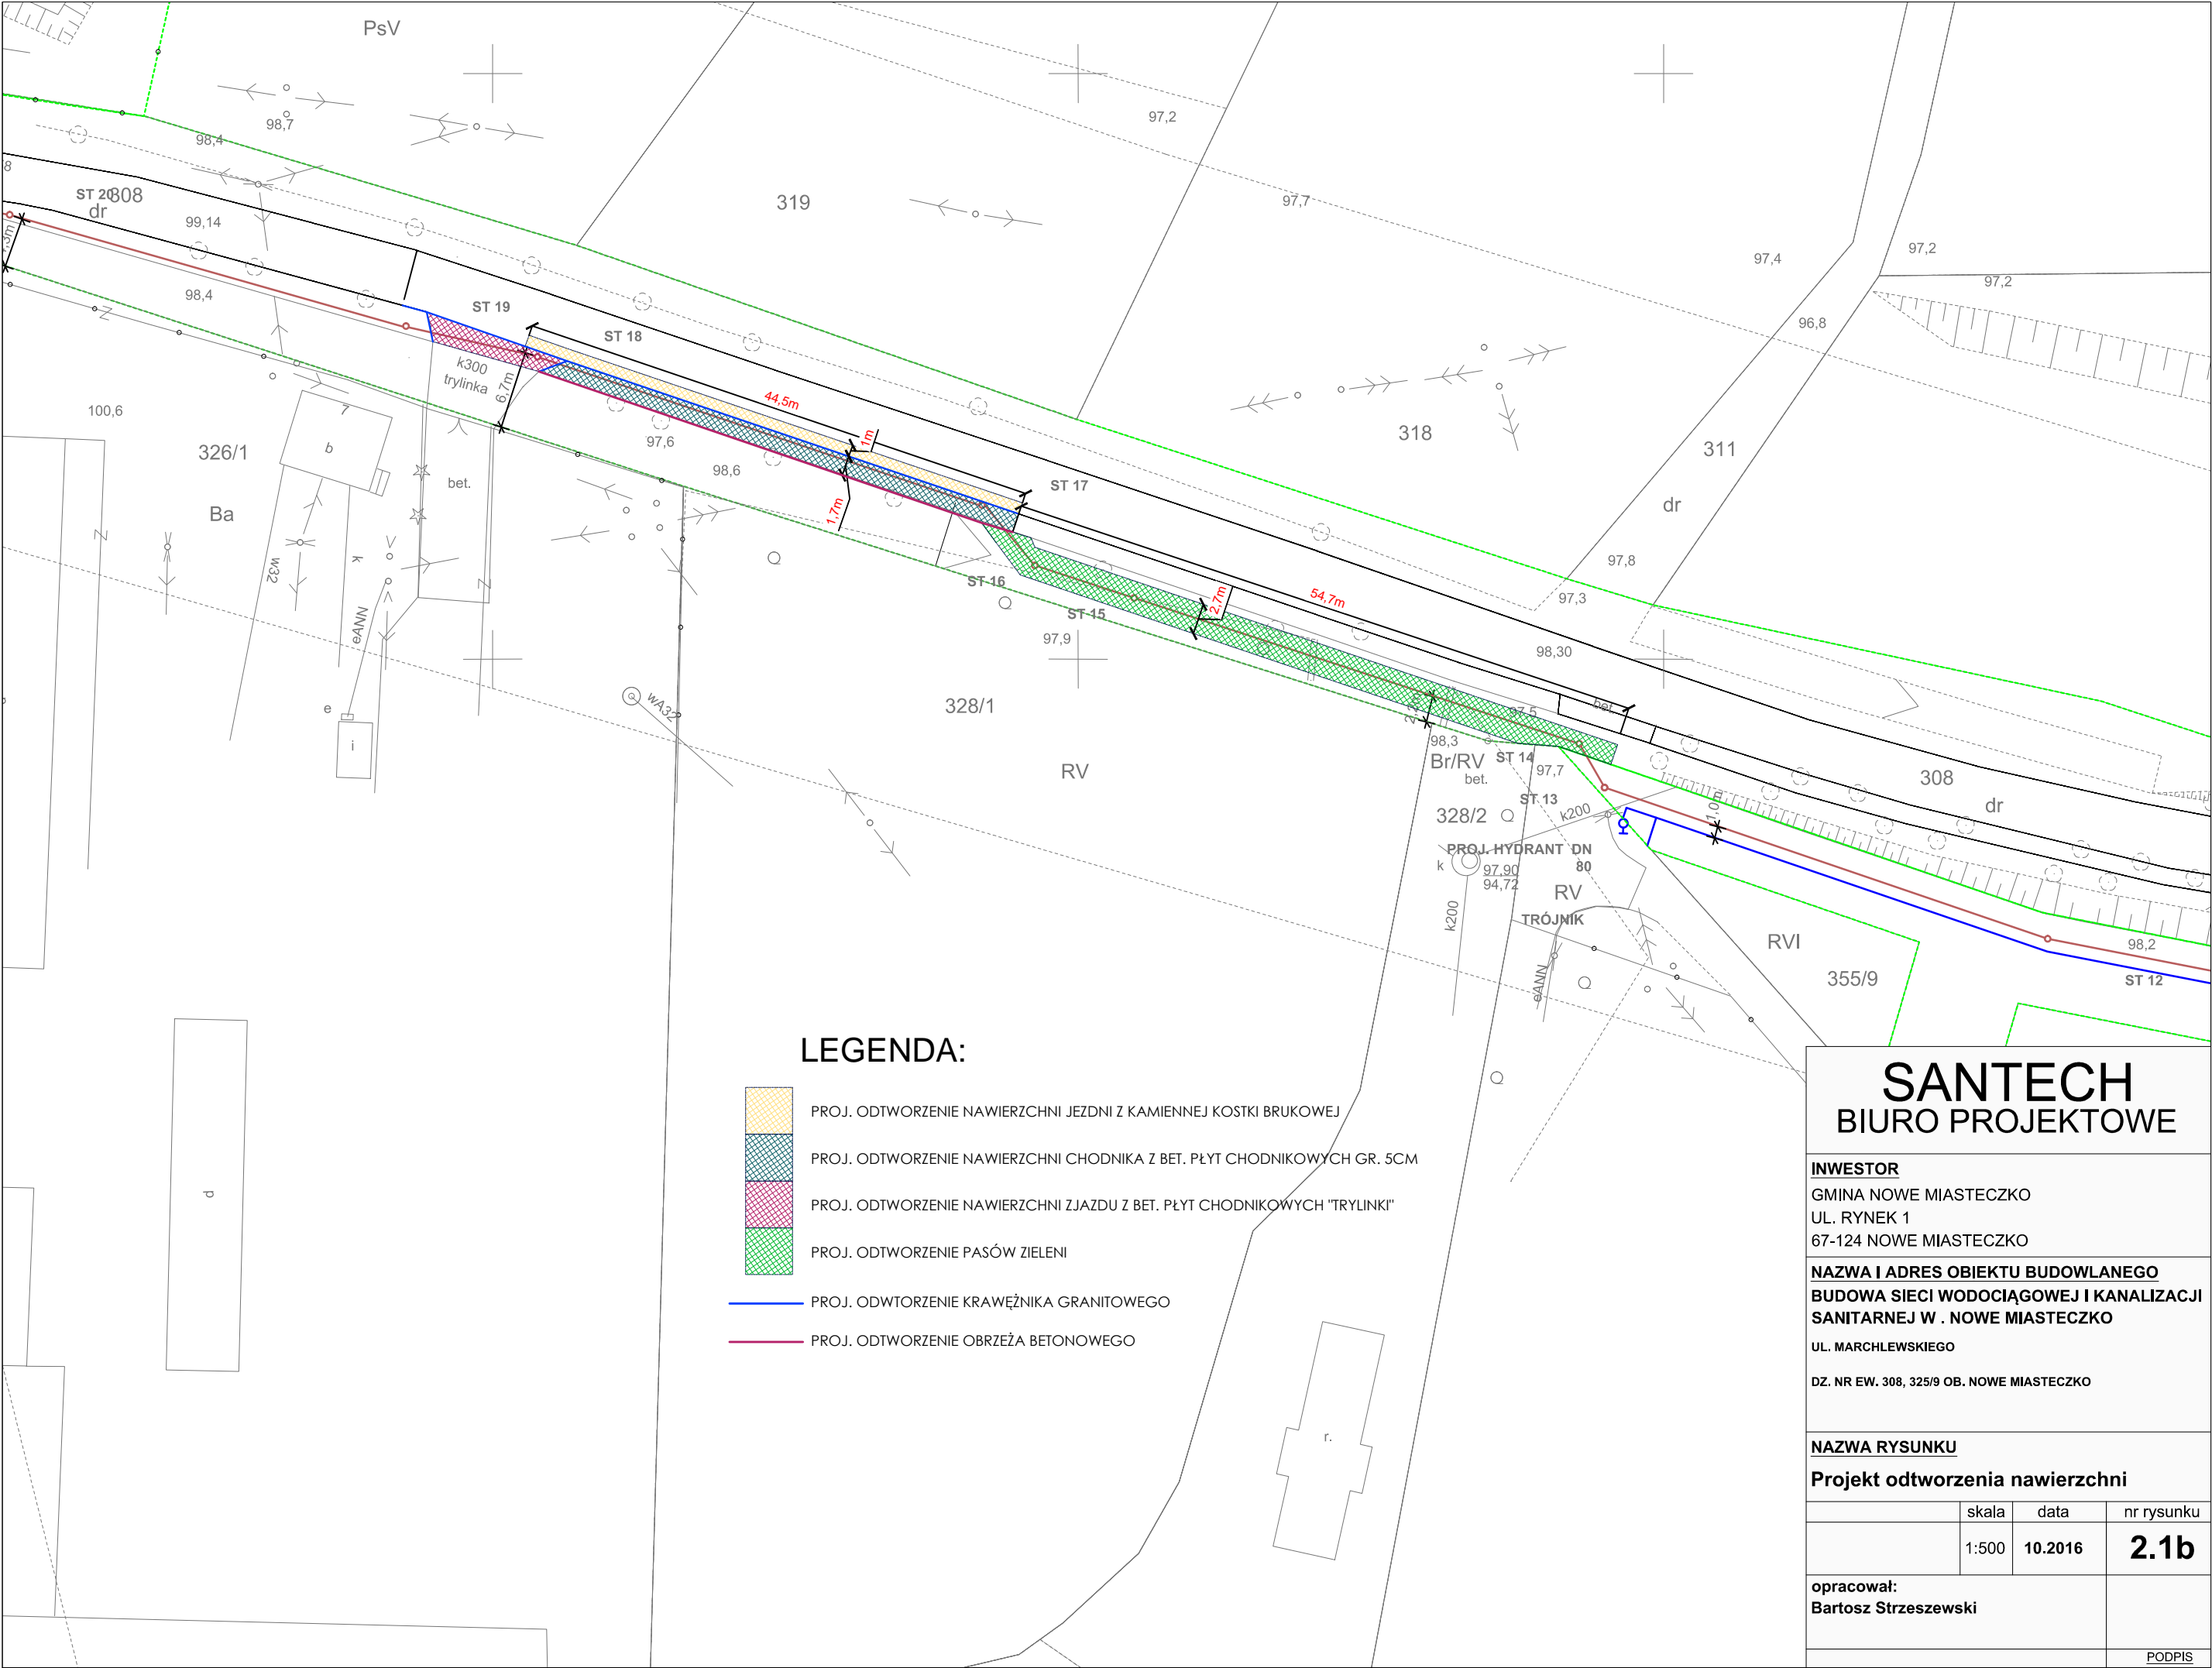 PsV
98,7
98,4
97,2
8
ST 20
308
dr
99,14
319
97,7
97,4
97,2
97,2
,3m
98,4
ST 19
ST 18
96,8
k300
trylinka
6,7m
44,5m
1m
100,6
7
b
326/1
97,6
98,6
318
311
bet.
ST 17
1,7m
dr
Ba
97,8
w32
k
ST 16
2,7m
54,7m
97,3
eANN
ST 15
97,9
98,30
wA32
328/1
e
i
97,5
bet.
98,3
Br/RV
ST 14
97,7
bet.
RV
308
dr
ST 13
328/2
k200
1,0m
PROJ. HYDRANT DN
80
k
97,90
94,72
RV
k200
TRÓJNIK
RVI
98,2
eANN
355/9
ST 12
d
r.
LEGENDA:
PROJ. ODTWORZENIE NAWIERZCHNI JEZDNI Z KAMIENNEJ KOSTKI BRUKOWEJ
PROJ. ODTWORZENIE NAWIERZCHNI CHODNIKA Z BET. PŁYT CHODNIKOWYCH GR. 5CM
PROJ. ODTWORZENIE NAWIERZCHNI ZJAZDU Z BET. PŁYT CHODNIKOWYCH "TRYLINKI"
PROJ. ODTWORZENIE PASÓW ZIELENI
PROJ. ODWTORZENIE KRAWĘŻNIKA GRANITOWEGO
PROJ. ODTWORZENIE OBRZEŻA BETONOWEGO
SANTECH
BIURO PROJEKTOWE
INWESTOR
GMINA NOWE MIASTECZKO
UL. RYNEK 1
67-124 NOWE MIASTECZKO
NAZWA I ADRES OBIEKTU BUDOWLANEGO
BUDOWA SIECI WODOCIĄGOWEJ I KANALIZACJI
SANITARNEJ W . NOWE MIASTECZKO
UL. MARCHLEWSKIEGO
DZ. NR EW. 308, 325/9 OB. NOWE MIASTECZKO
NAZWA RYSUNKU
Projekt odtworzenia nawierzchni
skala data nr rysunku
1:500 10.2016 2.1b
opracował:
Bartosz Strzeszewski
PODPIS